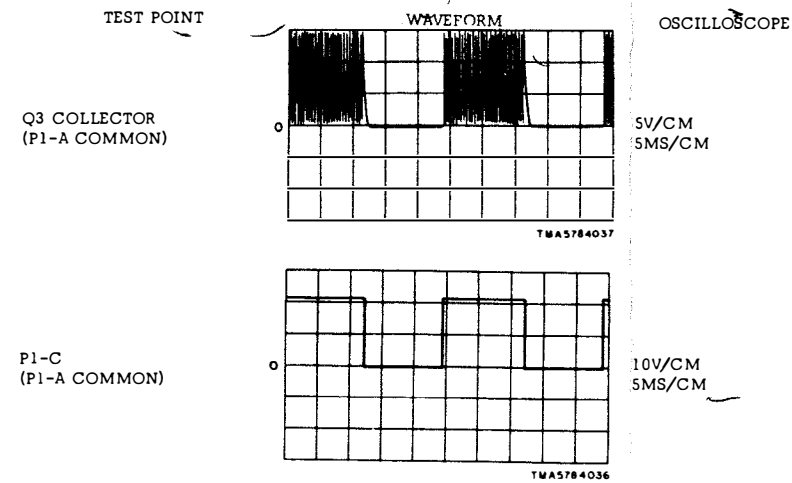 TEST POINT WAVEFORM OSCILLOSCOPE
Q3 COLLECTOR
(P1-A COMMON)
0
5V/CM
5MS/CM
TMA5784037
P1-C
(P1-A COMMON)
0
10V/CM
5MS/CM
TMA5784036